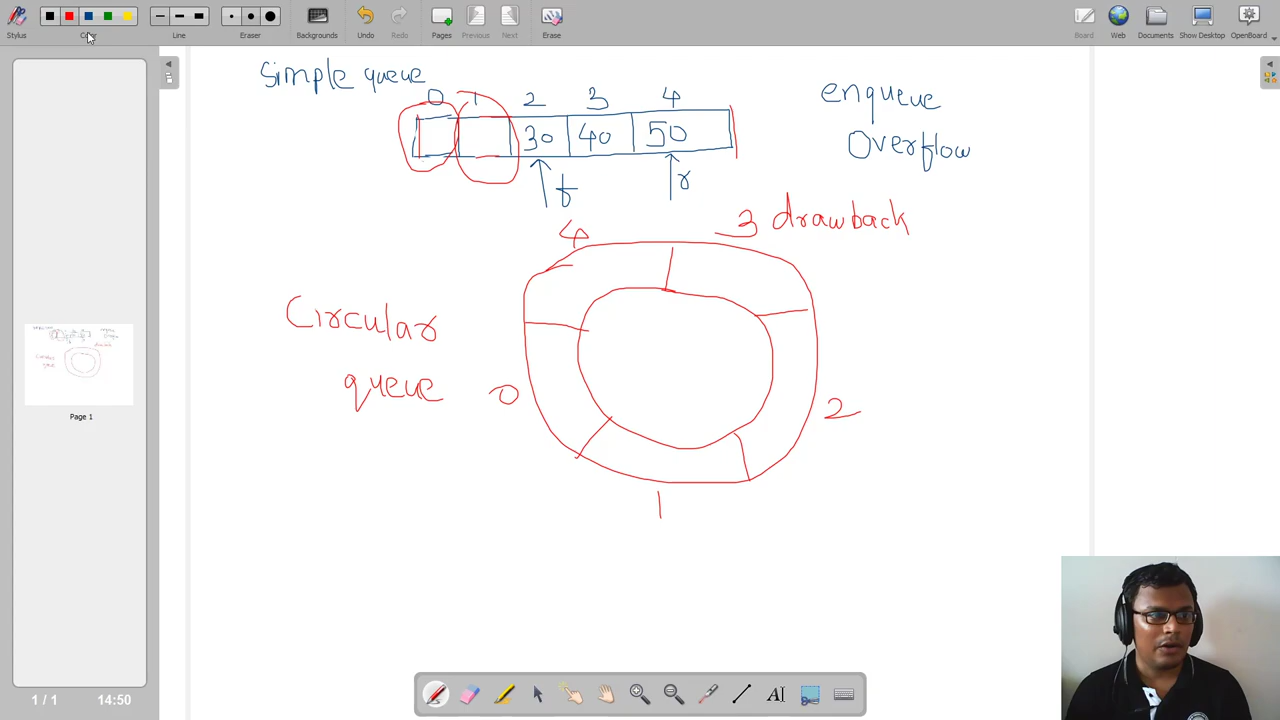 Stylus
Color
Line
Eraser
Backgrounds
Undo
Redo
Pages
Previous
Next
Erase
Board
Web
Documents
Show Desktop
OpenBoard
Simple queue
0 1 2 3 4
30 40 50
f r
enqueue
Overflow
drawback
4 3
Circular
queue
0 2
1
Page 1
1 / 1 14:50